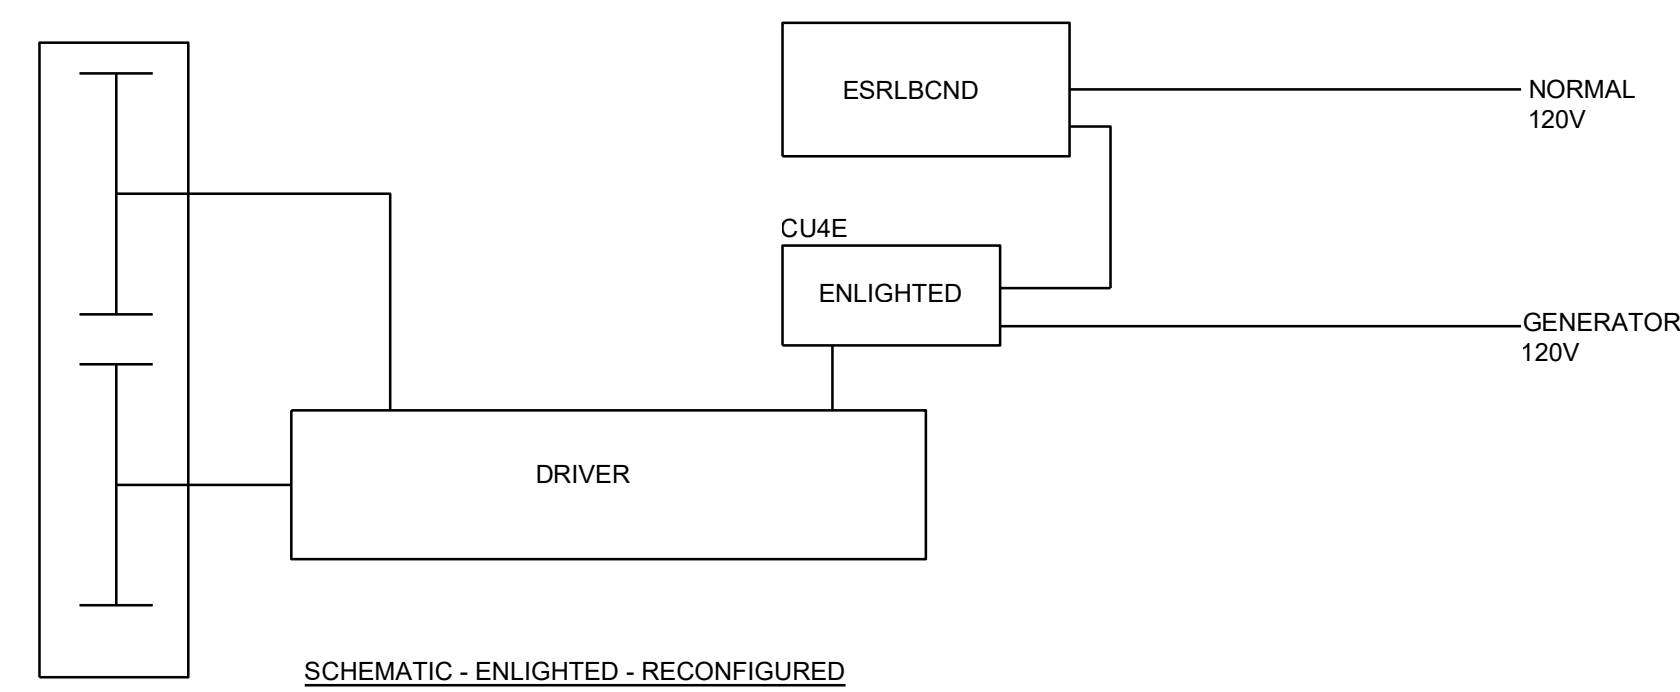 ESRLBCND
NORMAL
120V
CU4E
ENLIGHTED
GENERATOR
120V
DRIVER
SCHEMATIC - ENLIGHTED - RECONFIGURED